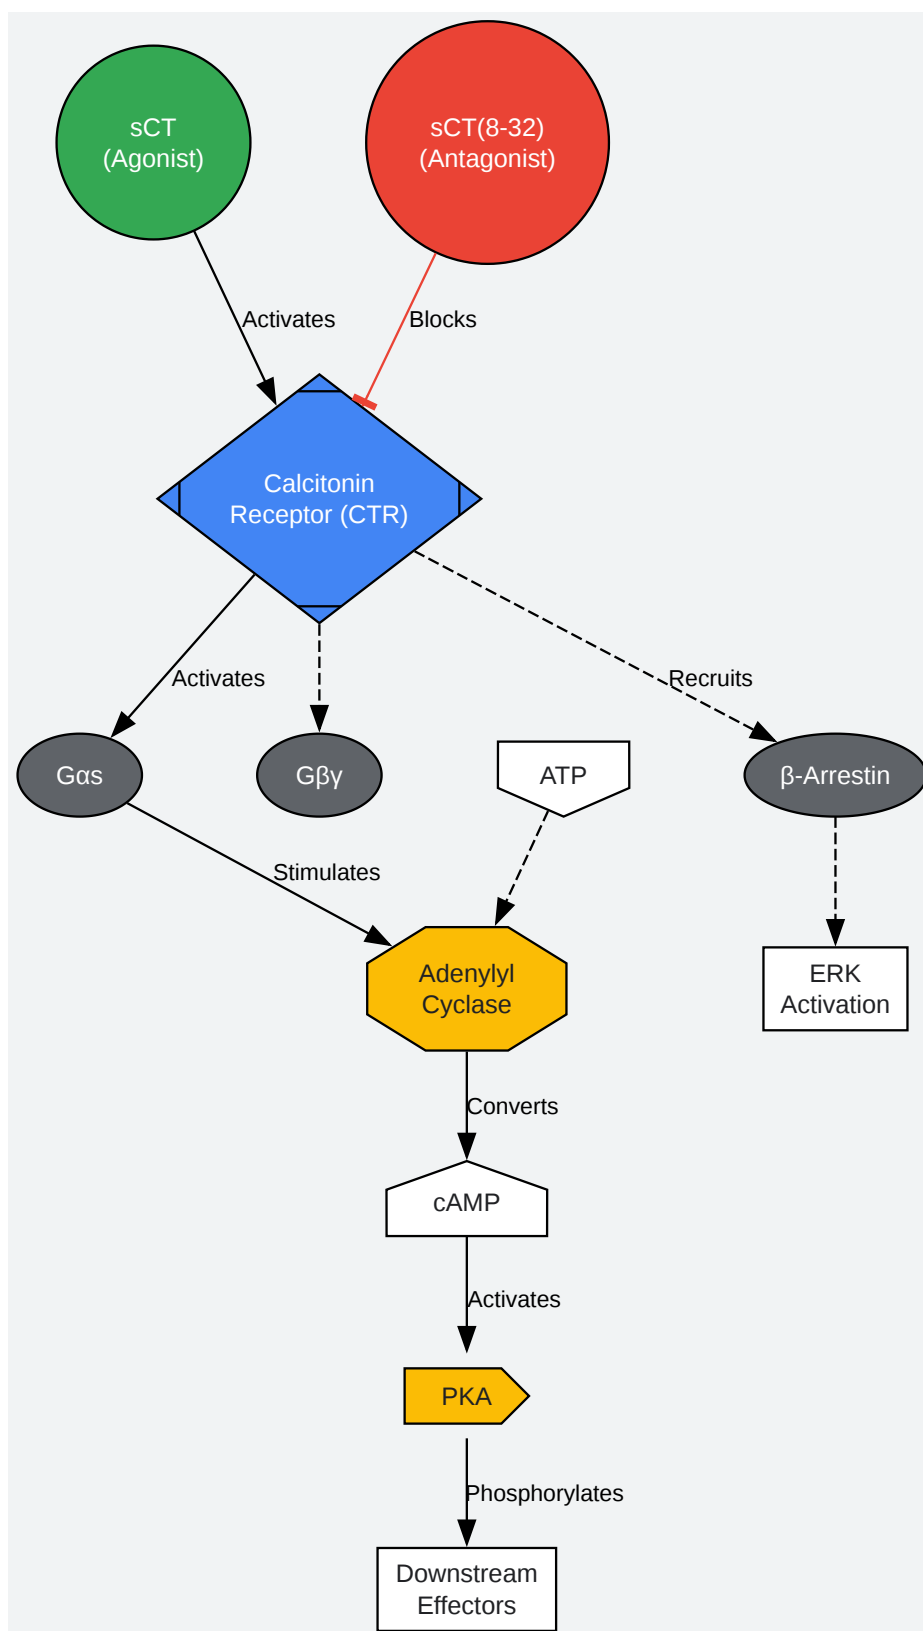 sCT
(Agonist)
sCT(8-32)
(Antagonist)
Activates
Blocks
Calcitonin
Receptor (CTR)
Activates
Recruits
Gαs
Gβγ
ATP
β-Arrestin
Stimulates
Adenylyl
Cyclase
ERK
Activation
Converts
cAMP
Activates
PKA
Phosphorylates
Downstream
Effectors